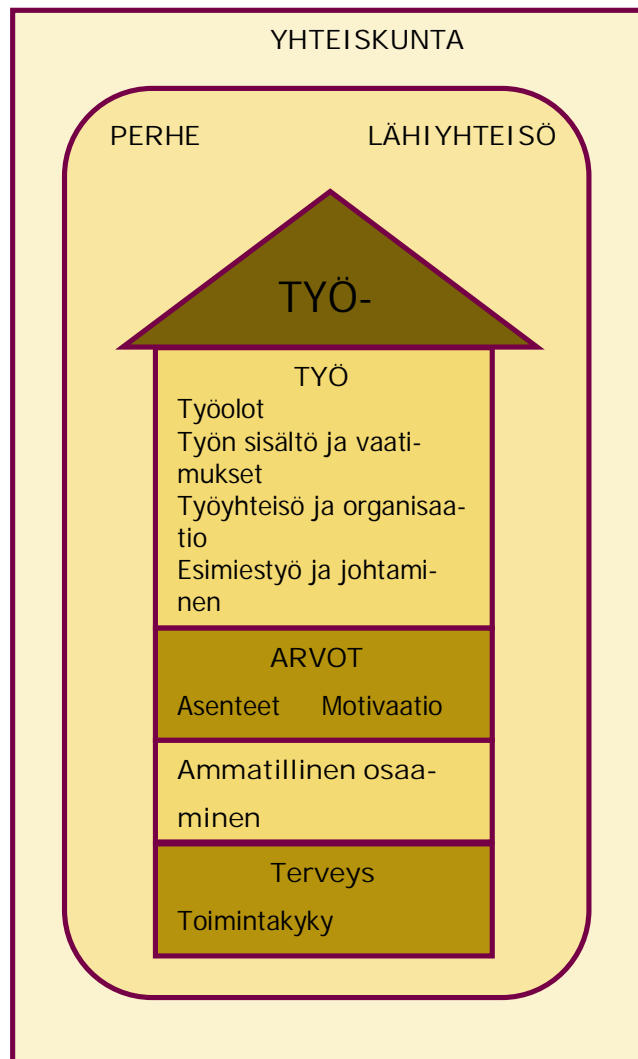 YHTEISKUNTA
PERHE LÄHIYHTEISÖ
TYÖ-
TYÖ
Työolot
Työn sisältö ja vaati-
mukset
Työyhteisö ja organisaa-
tio
Esimiestyö ja johtami-
nen
ARVOT
Asenteet Motivaatio
Ammatillinen osaa-
minen
Terveys
Toimintakyky